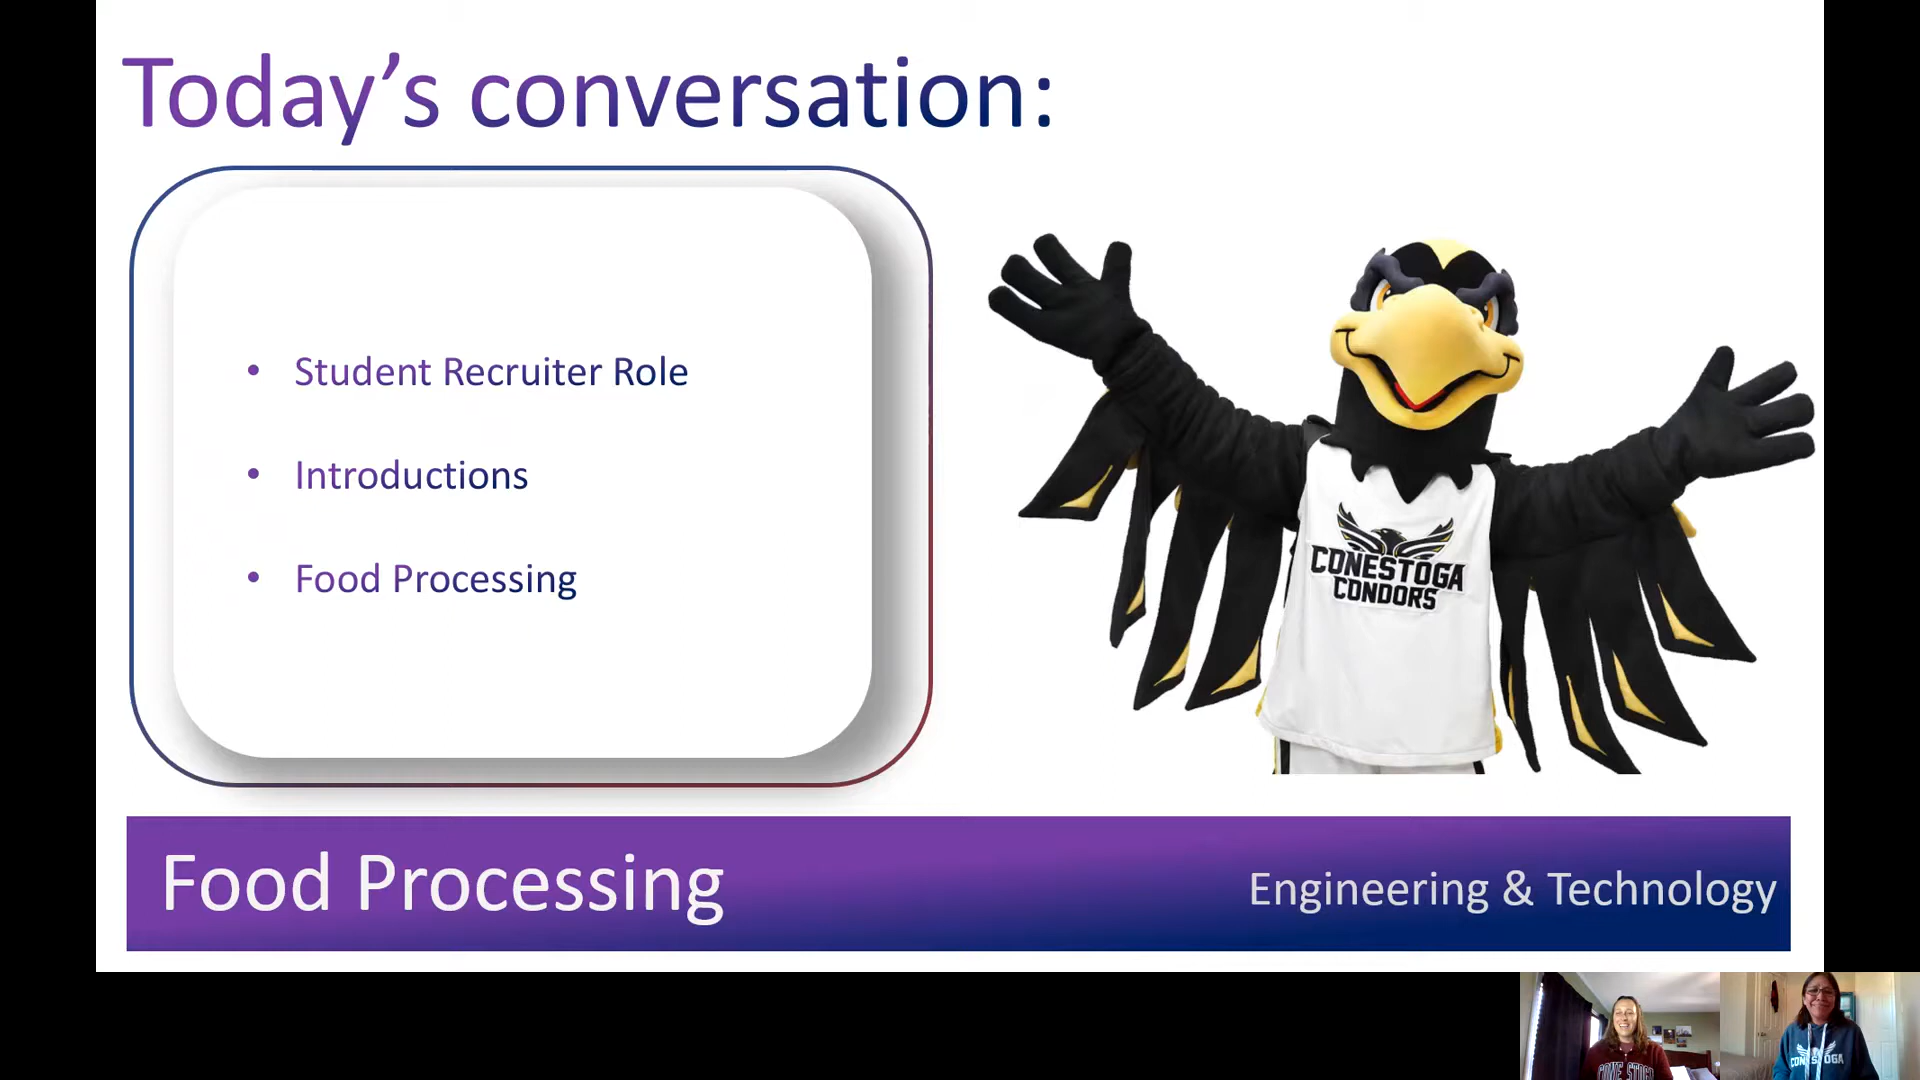 Today’s conversation:
• Student Recruiter Role
• Introductions
• Food Processing
CONESTOGA
CONDORS
Food Processing
Engineering & Technology